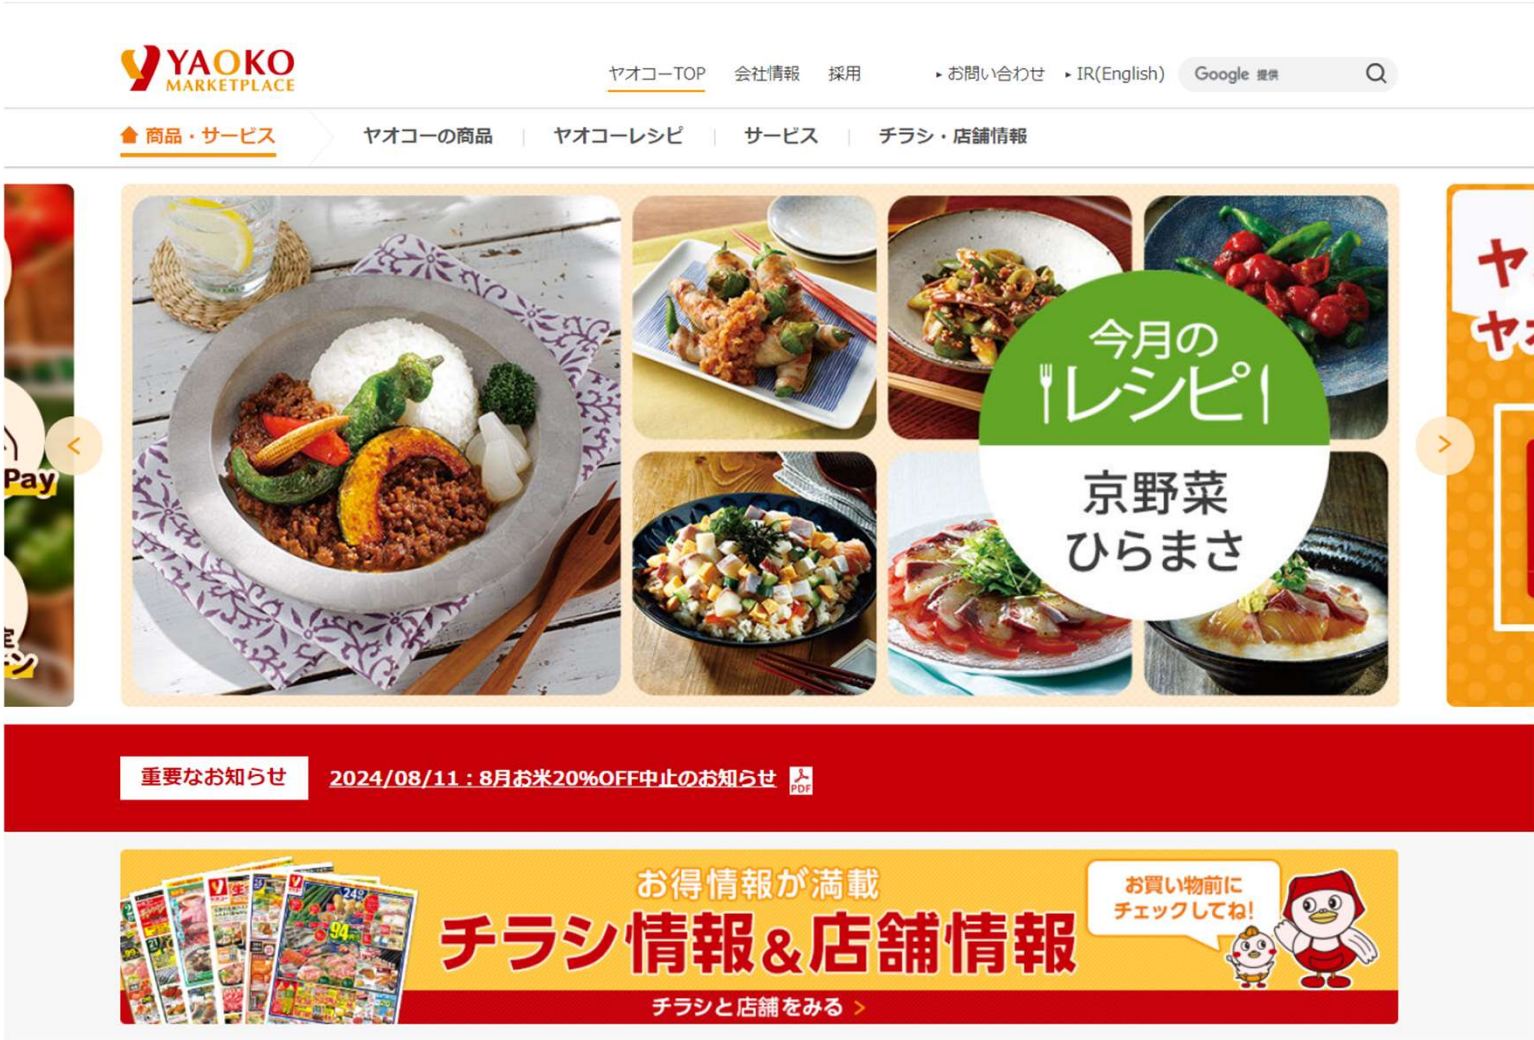 YAOKO
MARKETPLACE
ヤオコーTOP
会社情報
採用
お問い合わせ
IR(English)
Google 提供
商品・サービス
ヤオコーの商品
ヤオコーレシピ
サービス
チラシ・店舗情報
Pay
今月の
レシピ
京野菜
ひらまさ
重要なお知らせ
2024/08/11：8月お米20%OFF中止のお知らせ
PDF
お得情報が満載
チラシ情報&店舗情報
チラシと店舗をみる
お買い物前に
チェックしてね!